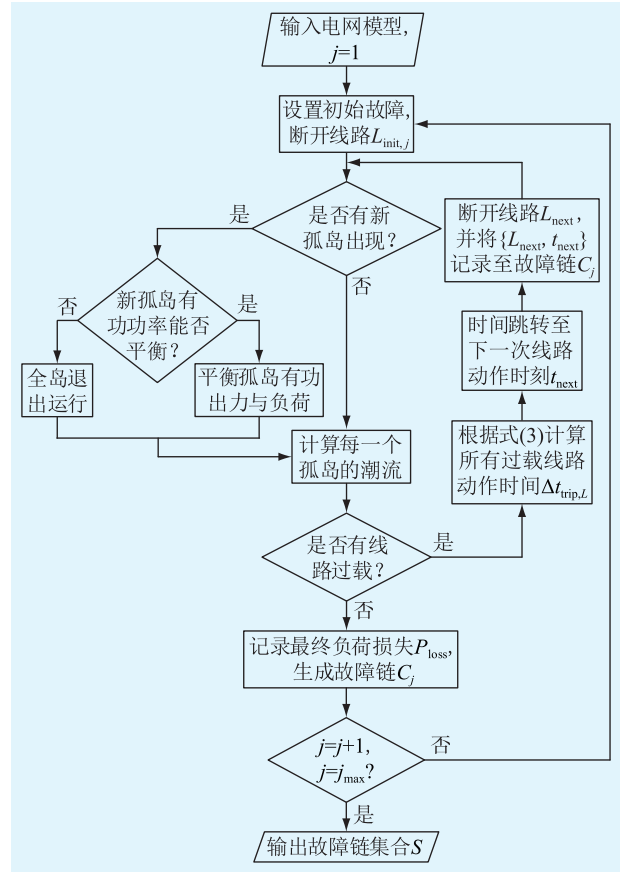 输入电网模型,
j=1
设置初始故障,
断开线路L_init, j
是否有新
孤岛出现？
是
否
新孤岛有
功功率能否
平衡？
否
是
全岛退
出运行
平衡孤岛有功
出力与负荷
计算每一个
孤岛的潮流
是否有线
路过载？
是
否
根据式(3)计算
所有过载线路
动作时间Δt_trip,L
时间跳转至
下一次线路
动作时刻t_next
断开线路L_next,
并将{L_next, t_next}
记录至故障链C_j
记录最终负荷损失P_loss,
生成故障链C_j
j=j+1,
j=j_max?
否
是
输出故障链集合S